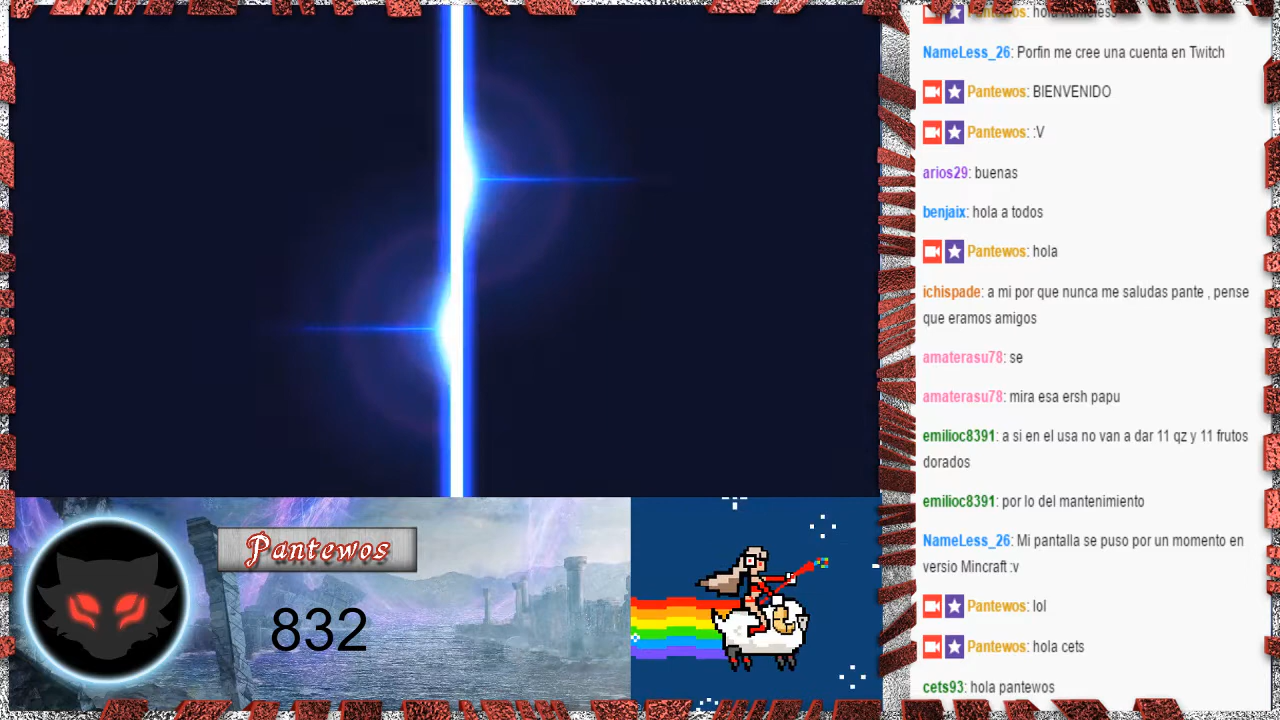 Pantewos: hola nameless
NameLess_26: Porfin me cree una cuenta en Twitch
Pantewos: BIENVENIDO
Pantewos: :V
arios29: buenas
benjaix: hola a todos
Pantewos: hola
ichispade: a mi por que nunca me saludas pante , pense
que eramos amigos
amaterasu78: se
amaterasu78: mira esa ersh papu
emilioc8391: a si en el usa no van a dar 11 qz y 11 frutos
dorados
emilioc8391: por lo del mantenimiento
NameLess_26: Mi pantalla se puso por un momento en
versio Mincraft :v
Pantewos: lol
Pantewos: hola cets
cets93: hola pantewos
Pantewos
832